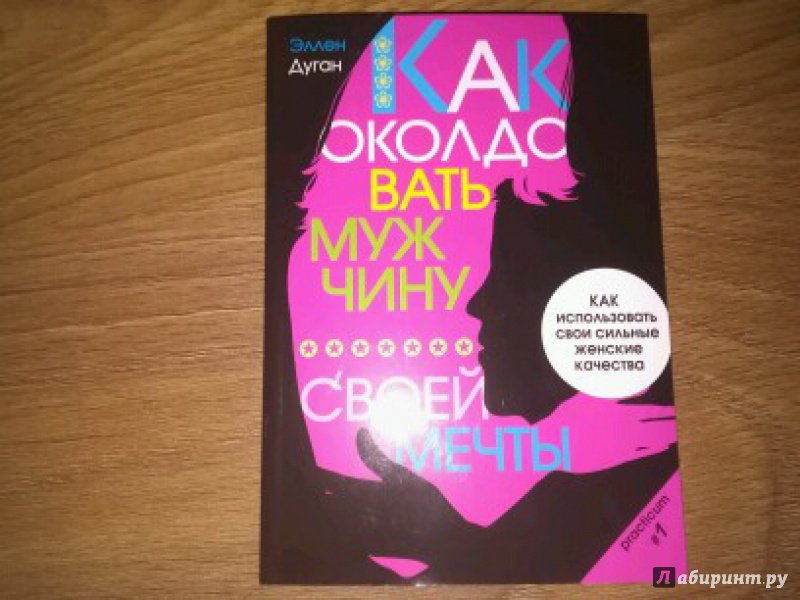 Эллен
Дуган
КАК
ОКОЛДО
ВАТЬ
МУЖ
ЧИНУ
СВОЕЙ
МЕЧТЫ
КАК
использовать
свои сильные
женские
качества
practicum
#1
Лабиринт.ру